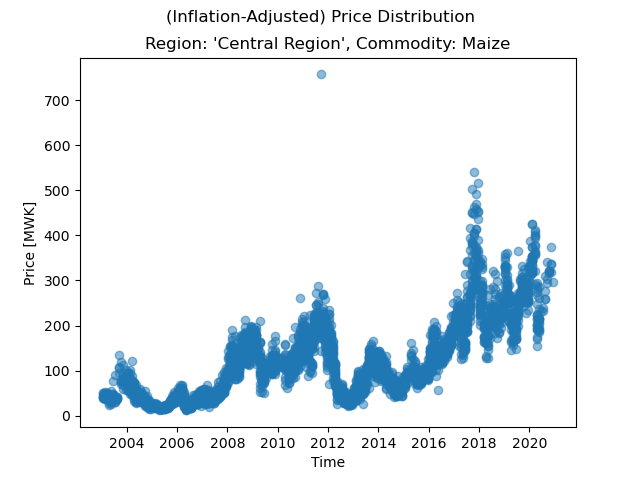 (Inflation-Adjusted) Price Distribution
Region: 'Central Region', Commodity: Maize
700
600
500
400
300
200
100
0
Price [MWK]
2004 2006 2008 2010 2012 2014 2016 2018 2020
Time